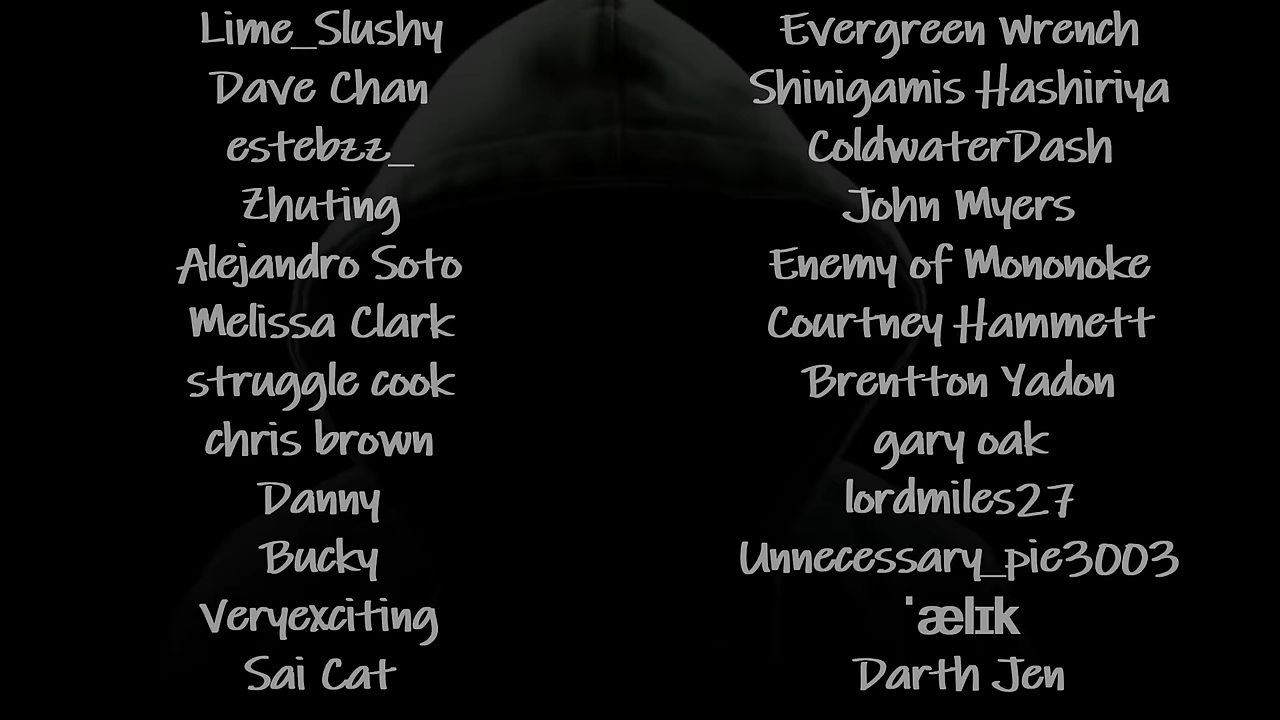 Lime_Slushy
Dave Chan
estebzz_
Zhuting
Alejandro Soto
Melissa Clark
struggle cook
chris brown
Danny
Bucky
Veryexciting
Sai Cat
Evergreen Wrench
Shinigamis Hashiriya
ColdwaterDash
John Myers
Enemy of Mononoke
Courtney Hammett
Brentton Yadon
gary oak
lordmiles27
Unnecessary_pie3003
ˈælɪk
Darth Jen